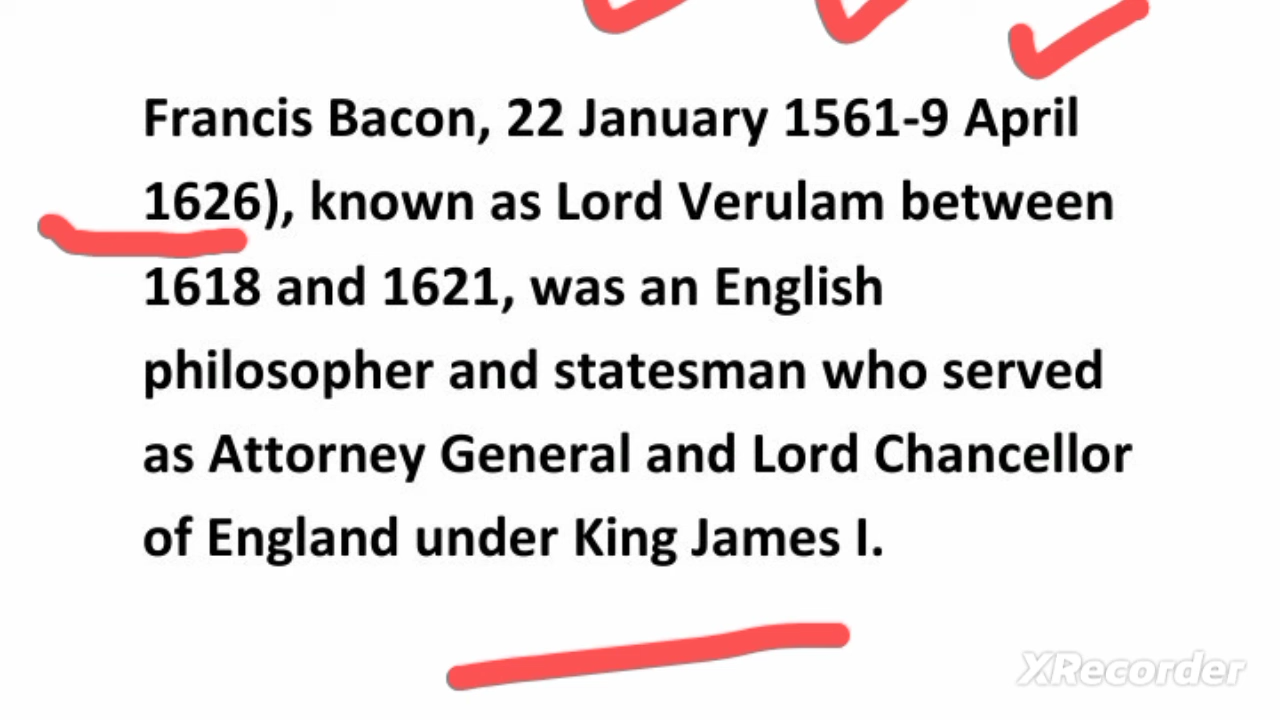 Francis Bacon, 22 January 1561-9 April
1626), known as Lord Verulam between
1618 and 1621, was an English
philosopher and statesman who served
as Attorney General and Lord Chancellor
of England under King James I.
XRecorder